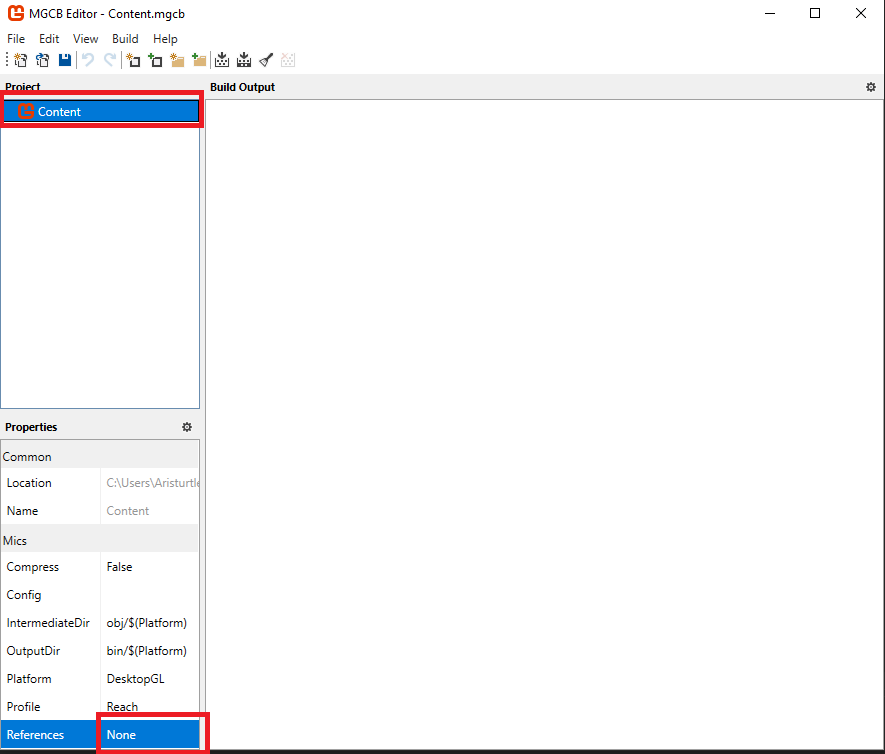 MGCB Editor - Content.mgcb
File Edit View Build Help
Project
Build Output
Content
Properties
Common
Location C:\Users\Aristurtle
Name Content
Mics
Compress False
Config
IntermediateDir obj/$(Platform)
OutputDir bin/$(Platform)
Platform DesktopGL
Profile Reach
References None